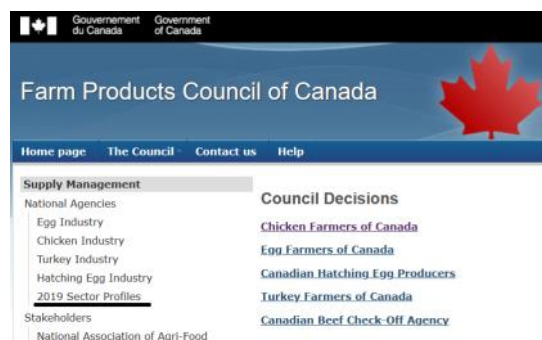 Gouvernement Government
du Canada of Canada
Farm Products Council of Canada
Home page The Council Contact us Help
Supply Management
National Agencies
Egg Industry
Chicken Industry
Turkey Industry
Hatching Egg Industry
2019 Sector Profiles
Stakeholders
National Association of Agri-Food
Council Decisions
Chicken Farmers of Canada
Egg Farmers of Canada
Canadian Hatching Egg Producers
Turkey Farmers of Canada
Canadian Beef Check-Off Agency